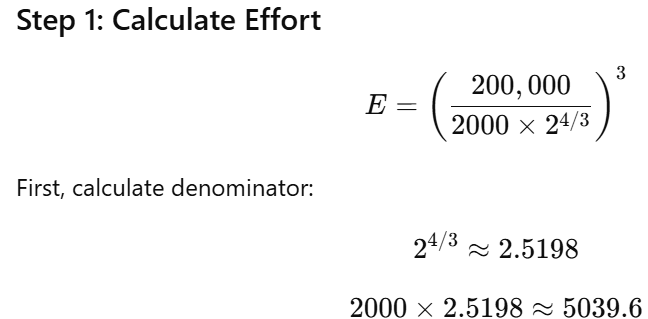 Step 1: Calculate Effort
E = (200,000 / 2000 × 2^{4/3})^3
First, calculate denominator:
2^{4/3} ≈ 2.5198
2000 × 2.5198 ≈ 5039.6